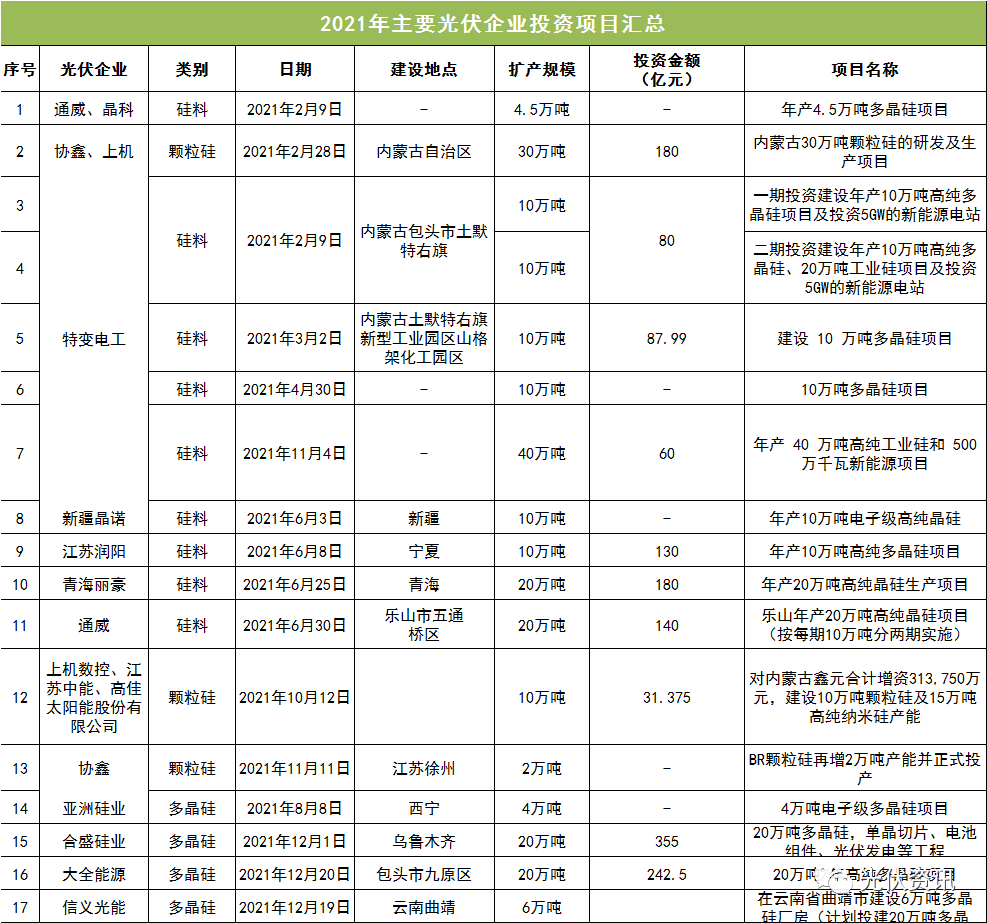 2021年主要光伏企业投资项目汇总
序号 光伏企业 类别 日期 建设地点 扩产规模 投资金额（亿元） 项目名称
1 通威、晶科 硅料 2021年2月9日 – 4.5万吨 – 年产4.5万吨多晶硅项目
2 协鑫、上机 颗粒硅 2021年2月28日 内蒙古自治区 30万吨 180 内蒙古30万吨颗粒硅的研发及生
产项目
3 10万吨 一期投资建设年产10万吨高纯多
晶硅项目及投资5GW的新能源电站
硅料 2021年2月9日 内蒙古包头市土默
特右旗 80
4 10万吨 二期投资建设年产10万吨高纯多
晶硅、20万吨工业硅项目及投资
5GW的新能源电站
5 特变电工 硅料 2021年3月2日 内蒙古土默特右旗
新型工业园区山格
架化工园区 10万吨 87.99 建设 10 万吨多晶硅项目
6 硅料 2021年4月30日 – 10万吨 – 10万吨多晶硅项目
7 硅料 2021年11月4日 – 40万吨 60 年产 40 万吨高纯工业硅和 500
万千瓦新能源项目
8 新疆晶诺 硅料 2021年6月3日 新疆 10万吨 – 年产10万吨电子级高纯晶硅
9 江苏润阳 硅料 2021年6月8日 宁夏 10万吨 130 年产10万吨高纯多晶硅项目
10 青海丽豪 硅料 2021年6月25日 青海 20万吨 180 年产20万吨高纯晶硅生产项目
11 通威 硅料 2021年6月30日 乐山市五通
桥区 20万吨 140 乐山年产20万吨高纯晶硅项目
（按每期10万吨分两期实施）
12 上机数控、江
苏中能、高佳
太阳能股份有
限公司 颗粒硅 2021年10月12日 10万吨 31.375 对内蒙古鑫元合计增资313,750万
元，建设10万吨颗粒硅及15万吨
高纯纳米硅产能
13 协鑫 颗粒硅 2021年11月11日 江苏徐州 2万吨 – BR颗粒硅再增2万吨产能并正式投
产
14 亚洲硅业 多晶硅 2021年8月8日 西宁 4万吨 – 4万吨电子级多晶硅项目
15 合盛硅业 多晶硅 2021年12月1日 乌鲁木齐 20万吨 355 20万吨多晶硅，单晶切片、电池
组件、光伏发电等工程
16 大全能源 多晶硅 2021年12月20日 包头市九原区 20万吨 242.5 20万吨 高纯多晶硅项目
光伏资讯
17 信义光能 多晶硅 2021年12月19日 云南曲靖 6万吨 在云南省曲靖市建设6万吨多晶
硅厂房（计划投建20万吨多晶